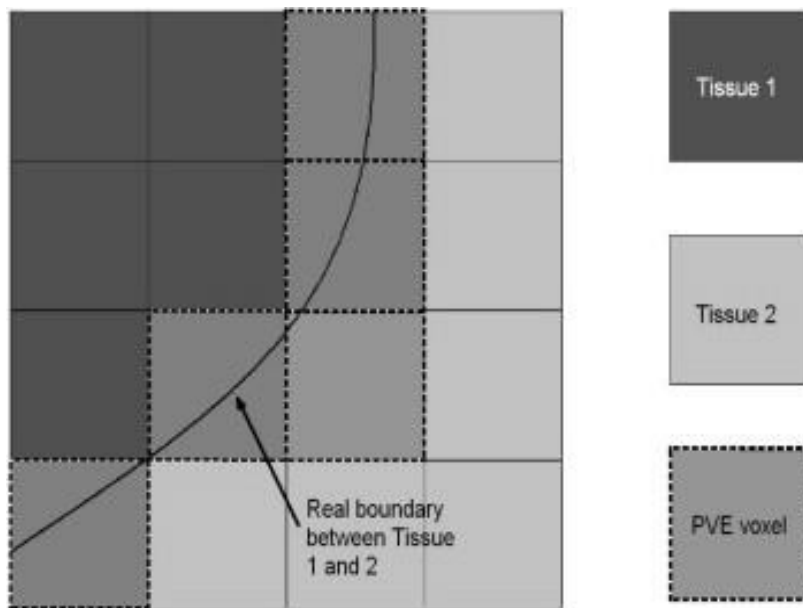 Tissue 1
Tissue 2
Real boundary
between Tissue
1 and 2
PVE voxel